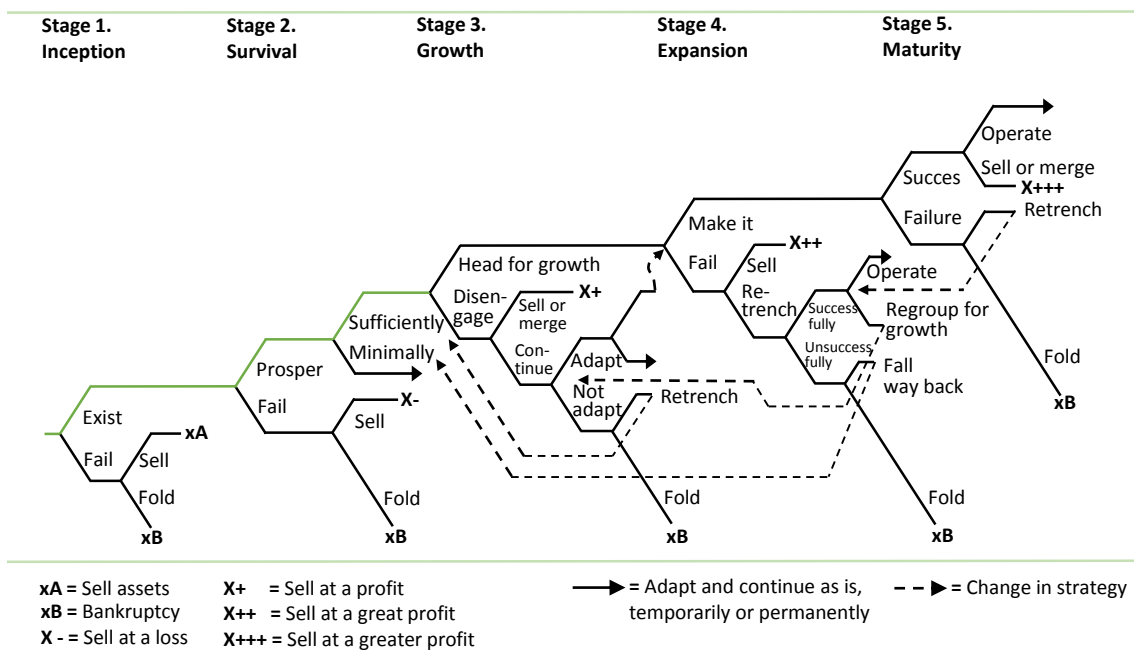 Stage 1.
Inception
Stage 2.
Survival
Stage 3.
Growth
Stage 4.
Expansion
Stage 5.
Maturity
Exist
Fail
Sell
xA
Fold
xB
Prosper
Fail
Sell
X-
Fold
xB
Sufficiently
Minimally
Head for growth
Disen-
gage
Sell or
merge
X+
Con-
tinue
Adapt
Not
adapt
Retrench
Fold
xB
Make it
Fail
Sell
X++
Re-
trench
Success
fully
Operate
Regroup for
growth
Unsuccess
fully
Fall
way back
Fold
xB
Succes
Operate
Sell or merge
X+++
Failure
Retrench
Fold
xB
xA = Sell assets
xB = Bankruptcy
X - = Sell at a loss
X+ = Sell at a profit
X++ = Sell at a great profit
X+++ = Sell at a greater profit
= Adapt and continue as is,
temporarily or permanently
= Change in strategy